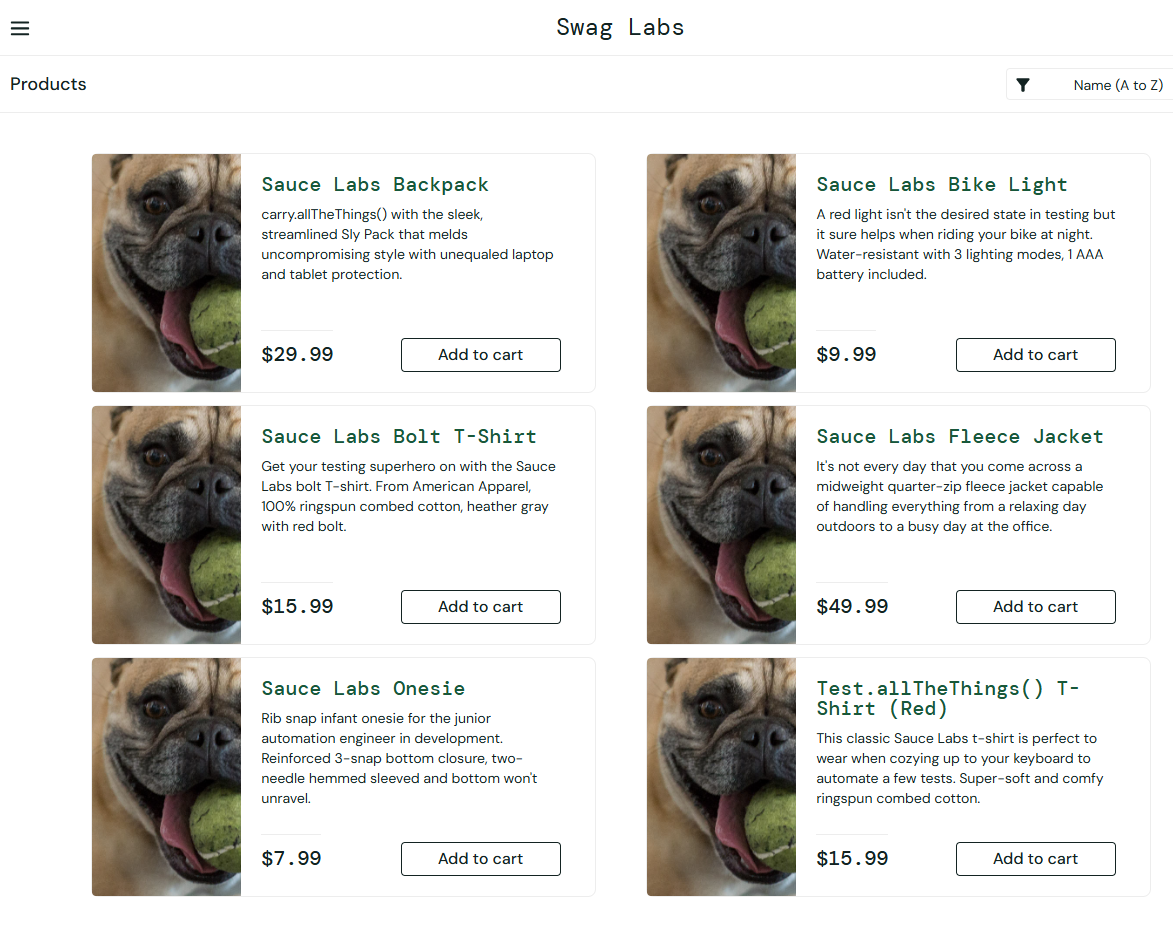 Swag Labs
Products
Name (A to Z)
Sauce Labs Backpack
carry.allTheThings() with the sleek,
streamlined Sly Pack that melds
uncompromising style with unequaled laptop
and tablet protection.
$29.99
Add to cart
Sauce Labs Bike Light
A red light isn't the desired state in testing but
it sure helps when riding your bike at night.
Water-resistant with 3 lighting modes, 1 AAA
battery included.
$9.99
Add to cart
Sauce Labs Bolt T-Shirt
Get your testing superhero on with the Sauce
Labs bolt T-shirt. From American Apparel,
100% ringspun combed cotton, heather gray
with red bolt.
$15.99
Add to cart
Sauce Labs Fleece Jacket
It's not every day that you come across a
midweight quarter-zip fleece jacket capable
of handling everything from a relaxing day
outdoors to a busy day at the office.
$49.99
Add to cart
Sauce Labs Onesie
Rib snap infant onesie for the junior
automation engineer in development.
Reinforced 3-snap bottom closure, two-
needle hemmed sleeved and bottom won't
unravel.
$7.99
Add to cart
Test.allTheThings() T-
Shirt (Red)
This classic Sauce Labs t-shirt is perfect to
wear when cozying up to your keyboard to
automate a few tests. Super-soft and comfy
ringspun combed cotton.
$15.99
Add to cart